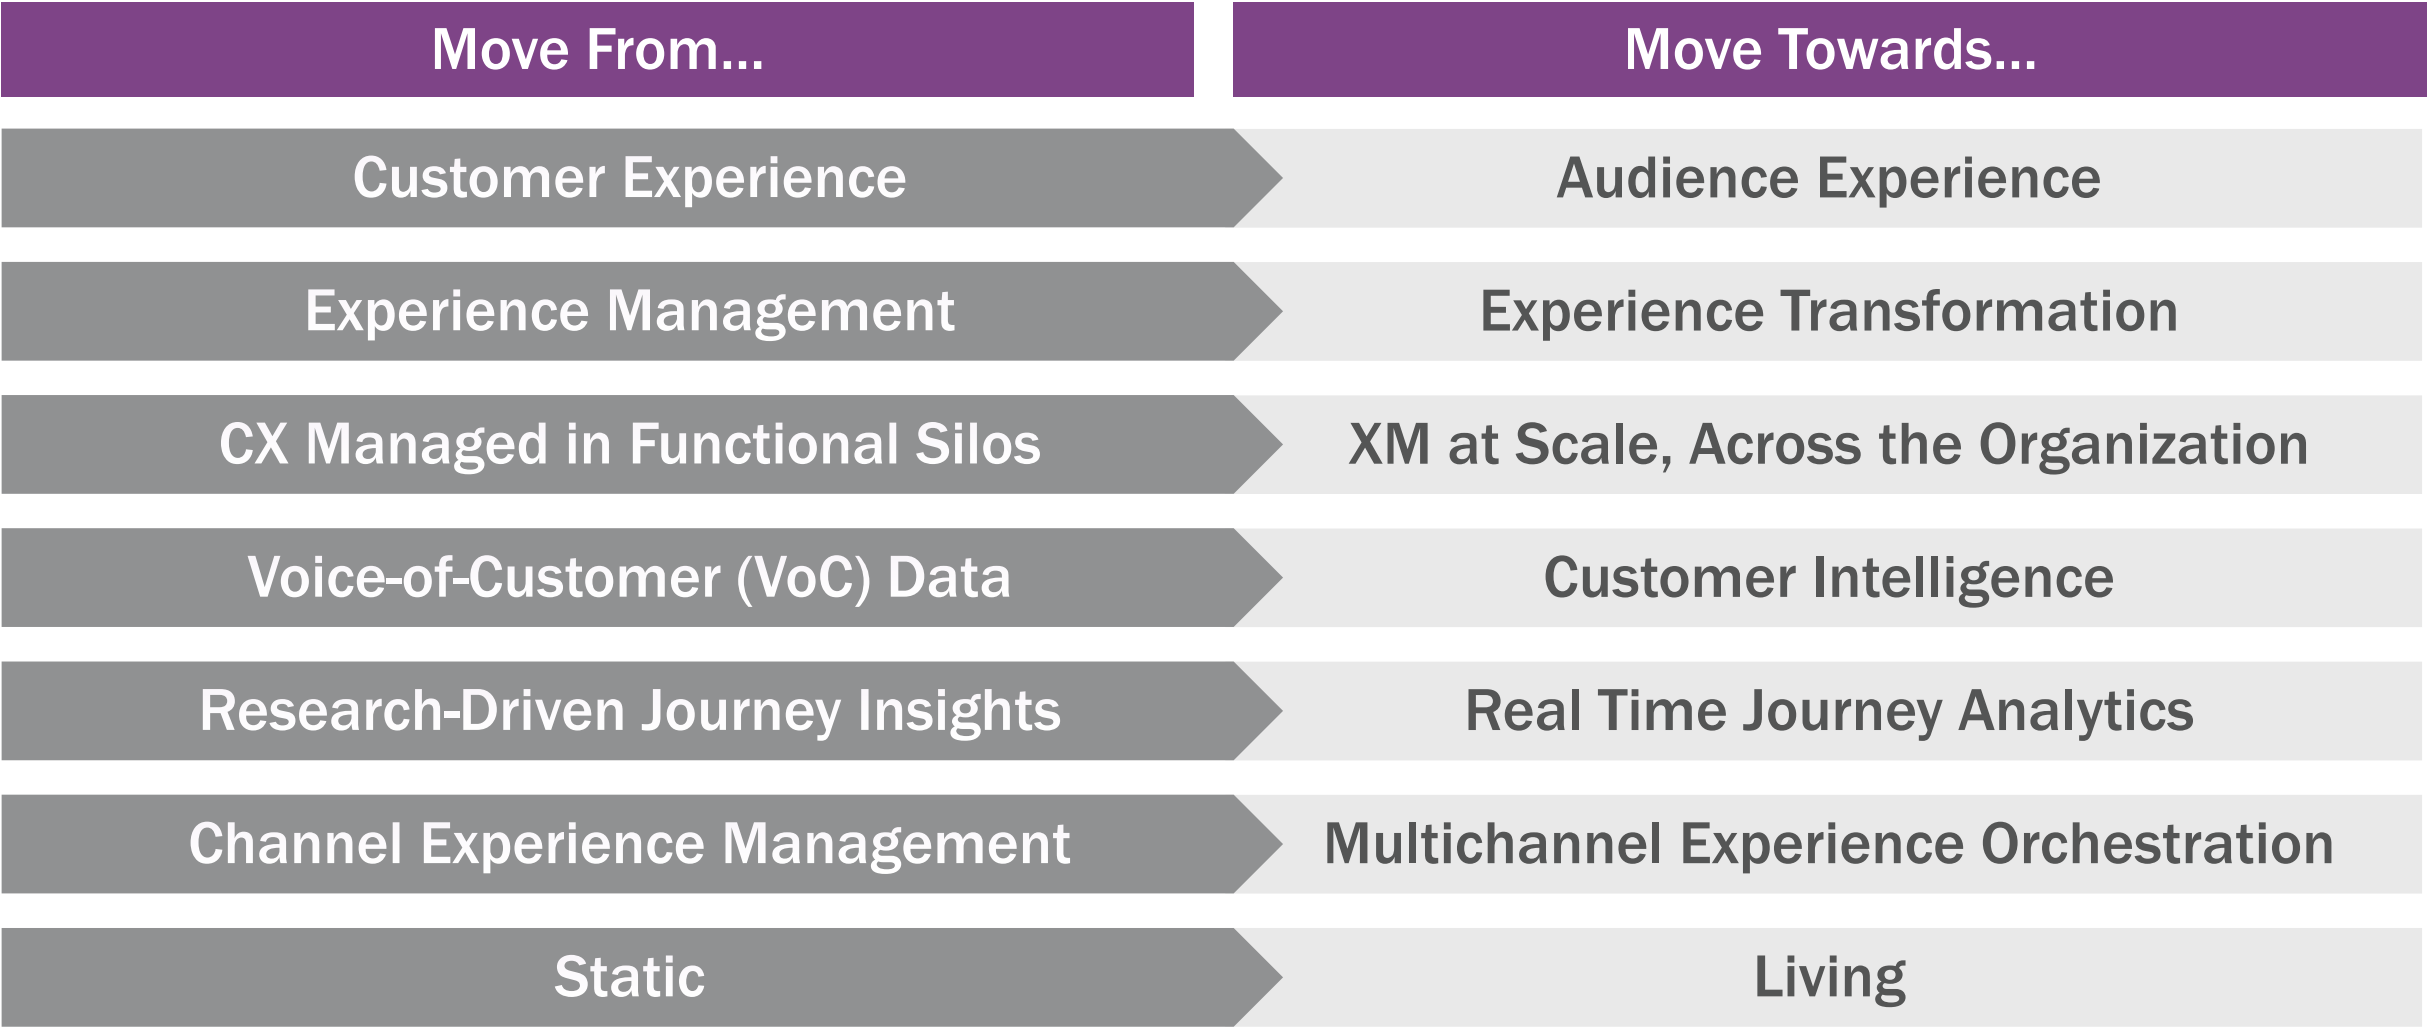 Move From...
Move Towards...
Customer Experience
Audience Experience
Experience Management
Experience Transformation
CX Managed in Functional Silos
XM at Scale, Across the Organization
Voice-of-Customer (VoC) Data
Customer Intelligence
Research-Driven Journey Insights
Real Time Journey Analytics
Channel Experience Management
Multichannel Experience Orchestration
Static
Living